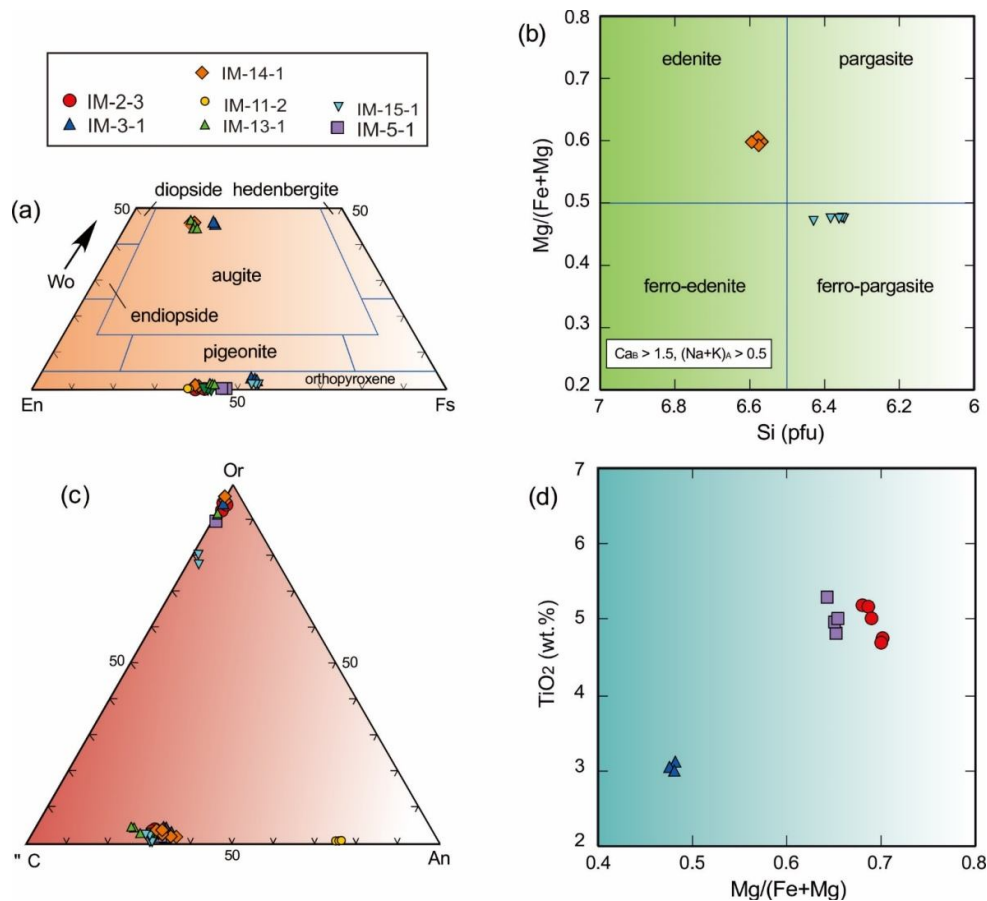 IM-14-1
IM-2-3
IM-11-2
IM-15-1
IM-3-1
IM-13-1
IM-5-1
(a)
diopside
hedenbergite
50
50
Wo
augite
endiopside
pigeonite
orthopyroxene
En
50
Fs
(b)
0.8
0.7
0.6
0.5
0.4
0.3
0.2
Mg/(Fe+Mg)
edenite
pargasite
ferro-edenite
ferro-pargasite
CaB > 1.5, (Na+K)A > 0.5
7
6.8
6.6
6.4
6.2
6
Si (pfu)
(c)
Or
50
50
" C
50
An
(d)
7
6
5
4
3
2
TiO2 (wt.%)
0.4
0.5
0.6
0.7
0.8
Mg/(Fe+Mg)